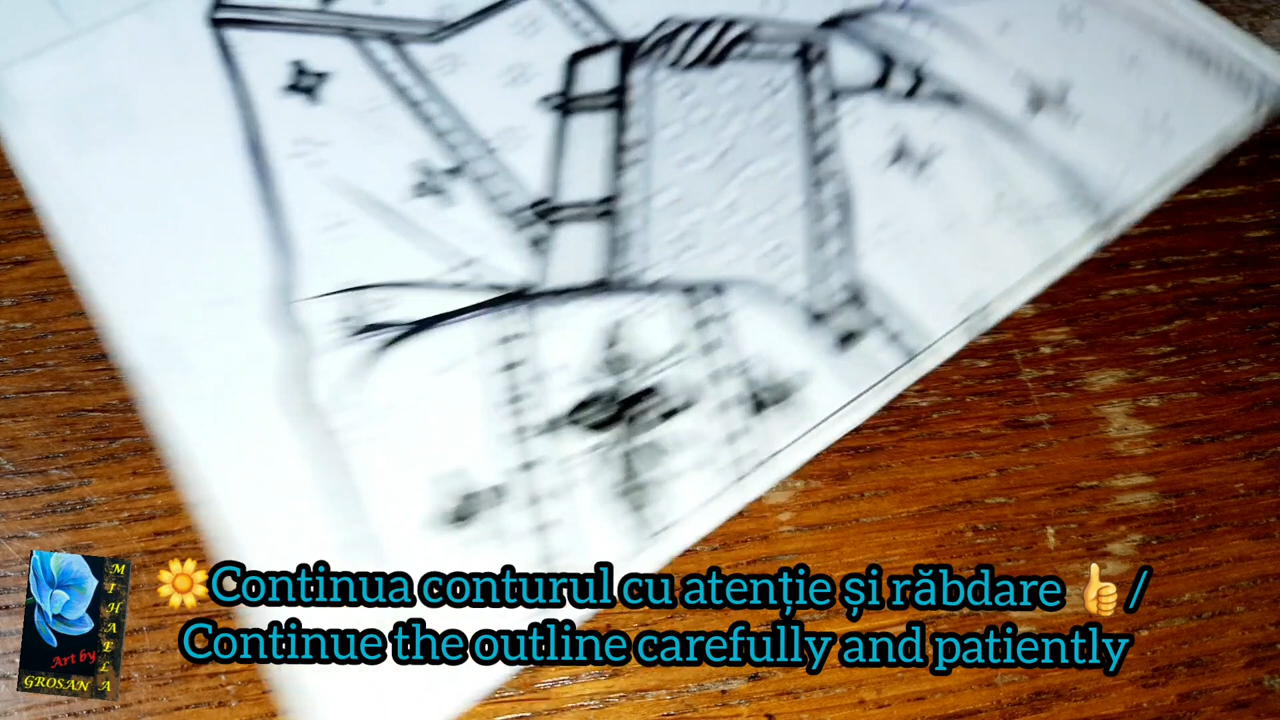 🌼Continua conturul cu atenție și răbdare 👍/
Continue the outline carefully and patiently
MIHAELA
Art by
GROSAN